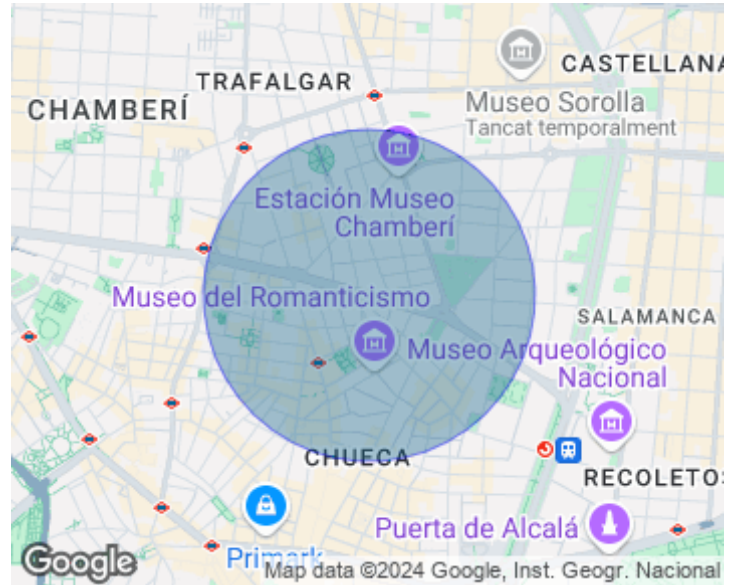 CASTELLANA
TRAFALGAR
CHAMBERÍ
Museo Sorolla
Tancat temporalment
Estación Museo
Chamberí
Museo del Romanticismo
SALAMANCA
Museo Arqueológico
Nacional
CHUECA
RECOLETOS
Puerta de Alcalá
Primark
Google
Map data ©2024 Google, Inst. Geogr. Nacional